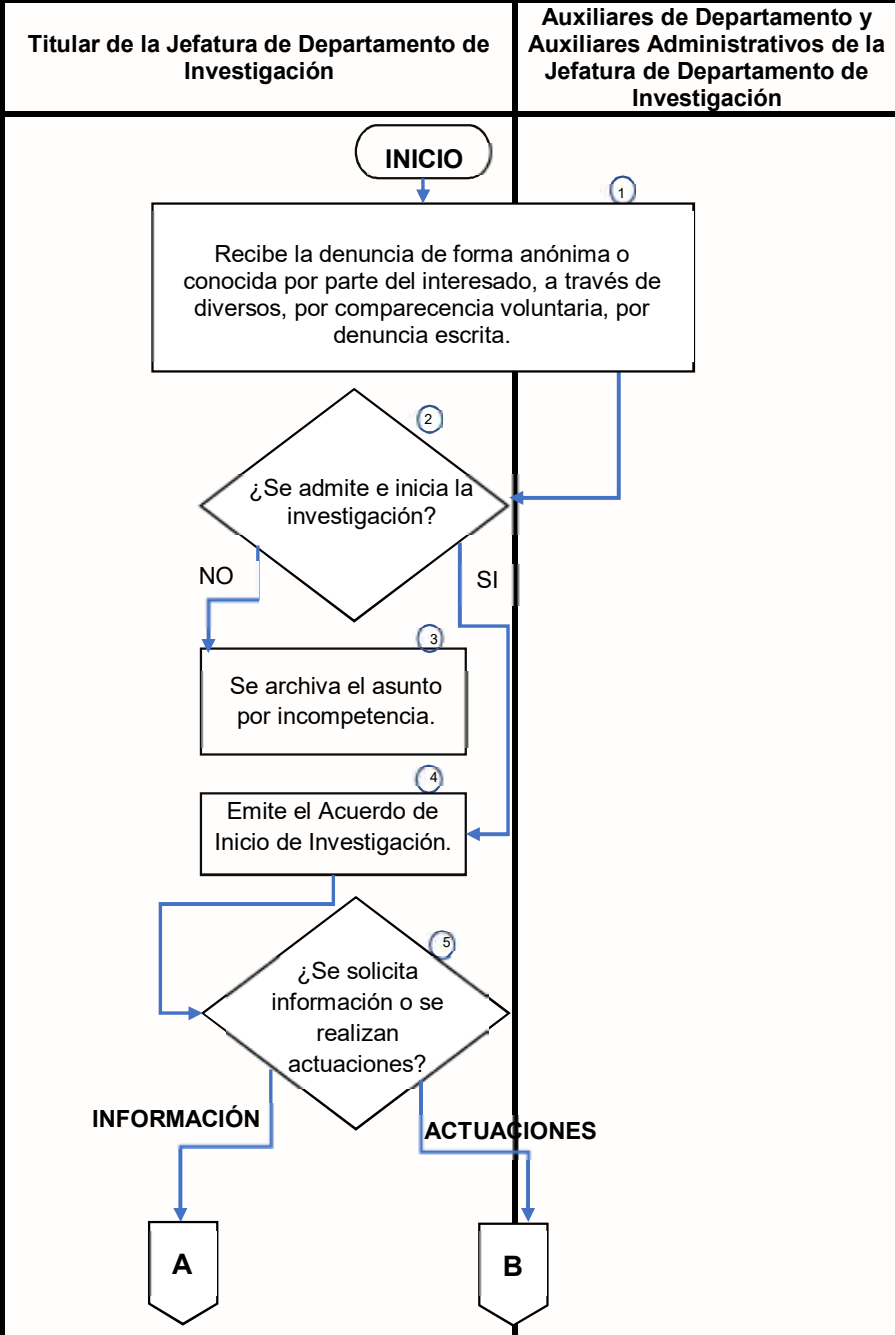 Titular de la Jefatura de Departamento de
Investigación
Auxiliares de Departamento y
Auxiliares Administrativos de la
Jefatura de Departamento de
Investigación
INICIO
1
Recibe la denuncia de forma anónima o
conocida por parte del interesado, a través de
diversos, por comparecencia voluntaria, por
denuncia escrita.
2
¿Se admite e inicia la
investigación?
NO
SI
3
Se archiva el asunto
por incompetencia.
4
Emite el Acuerdo de
Inicio de Investigación.
5
¿Se solicita
información o se
realizan
actuaciones?
INFORMACIÓN
ACTUACIONES
A
B